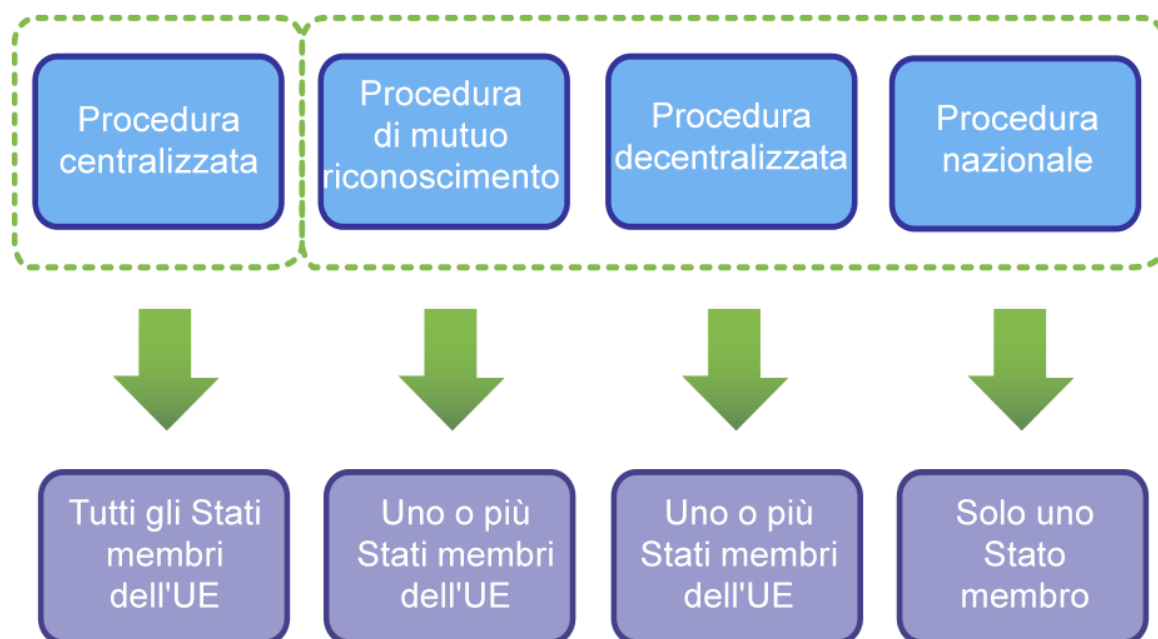 Procedura
centralizzata
Procedura
di mutuo
riconoscimento
Procedura
decentralizzata
Procedura
nazionale
Tutti gli Stati
membri
dell'UE
Uno o più
Stati membri
dell'UE
Uno o più
Stati membri
dell'UE
Solo uno
Stato
membro